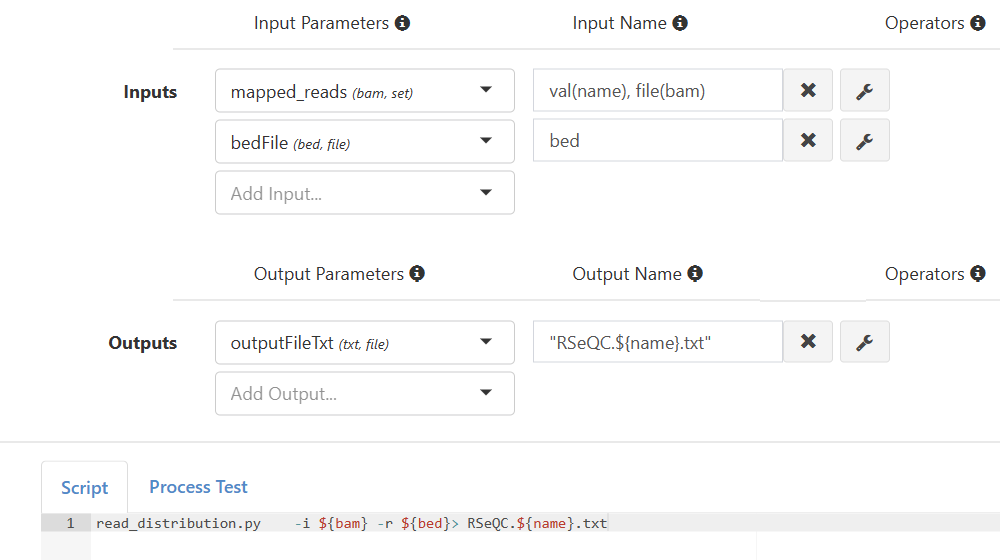 Input Parameters Input Name Operators
Inputs mapped_reads (bam, set) val(name), file(bam)
bedFile (bed, file) bed
Add Input...
Output Parameters Output Name Operators
Outputs outputFileTxt (txt, file) "RSeQC.${name}.txt"
Add Output...
Script Process Test
1 read_distribution.py    -i ${bam} -r ${bed}> RSeQC.${name}.txt